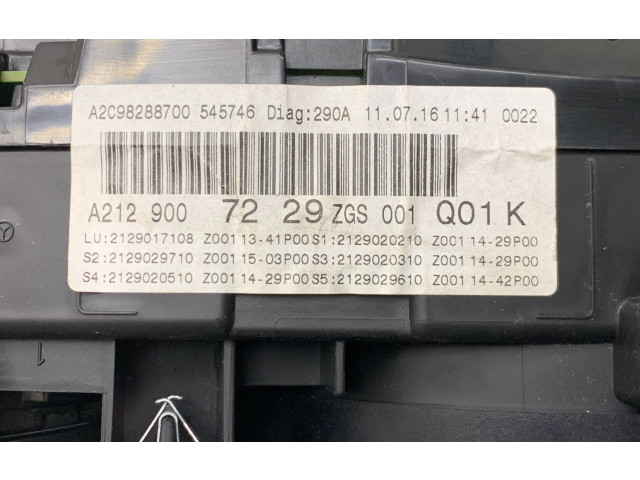 A2C98288700 545746 Diag:290A 11.07.16 11:41 0022
A212 900 72 29 ZGS 001 Q01 K
LU:2129017108 Z001 13-41P00 S1:2129020210 Z001 14-29P00
S2:2129029710 Z001 15-03P00 S3:2129020310 Z001 14-29P00
S4:2129020510 Z001 14-29P00 S5:2129029610 Z001 14-42P00
1